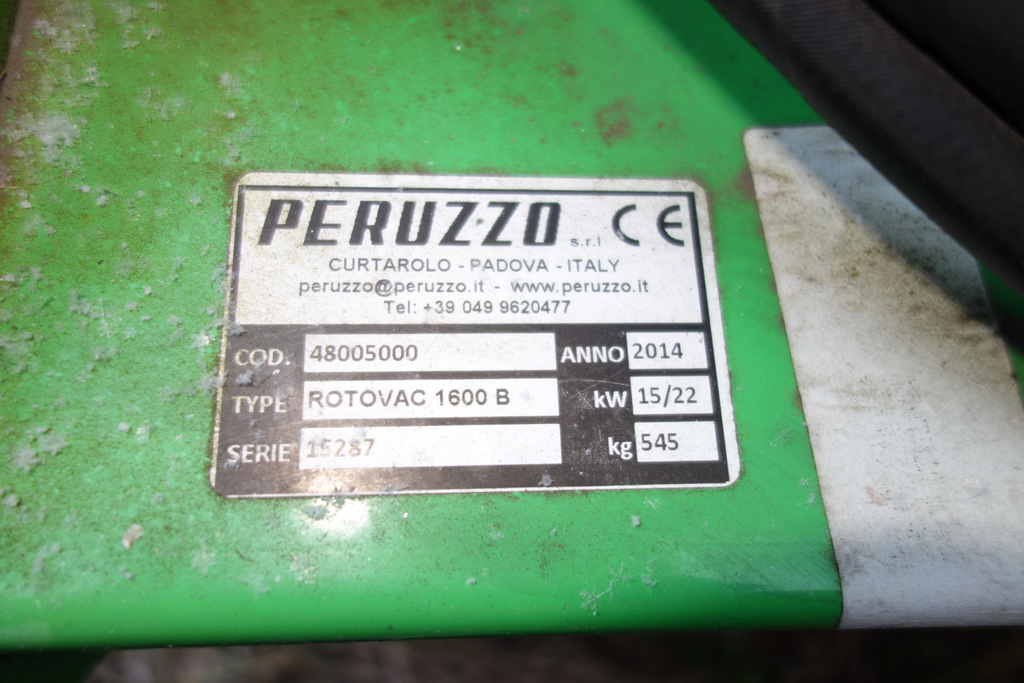 PERUZZO s.r.l CE
CURTAROLO - PADOVA - ITALY
peruzzo@peruzzo.it - www.peruzzo.it
Tel: +39 049 9620477
COD. 48005000 ANNO 2014
TYPE ROTOVAC 1600 B kW 15/22
SERIE 15287 kg 545